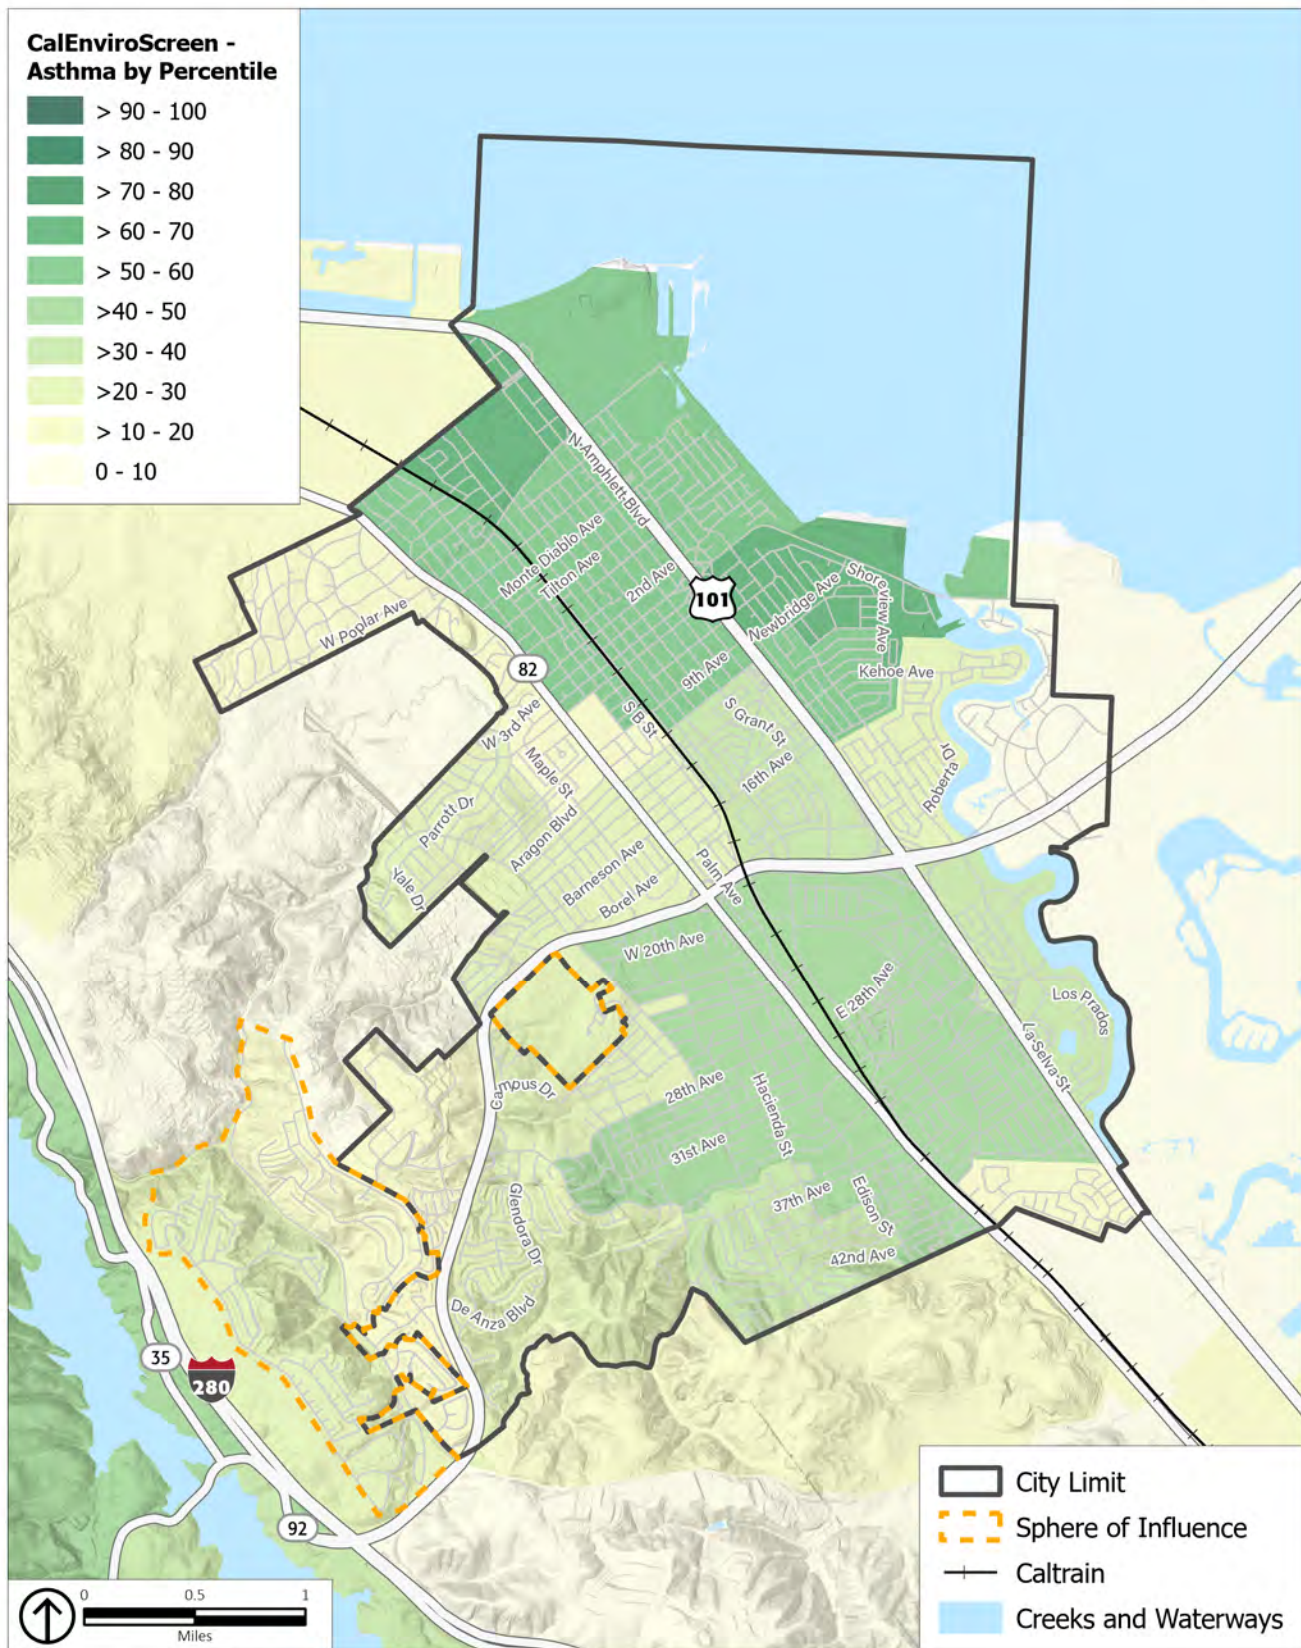 CalEnviroScreen -
Asthma by Percentile
> 90 - 100
> 80 - 90
> 70 - 80
> 60 - 70
> 50 - 60
>40 - 50
>30 - 40
>20 - 30
> 10 - 20
0 - 10
N Amphlett Blvd
Monte Diablo Ave
Tilton Ave
2nd Ave
101
Newbridge Ave
Shoreview Ave
W Poplar Ave
82
9th Ave
Kehoe Ave
W 3rd Ave
S B St
S Grant St
Maple St
16th Ave
Roberta Dr
Parrott Dr
Aragon Blvd
Yale Dr
Barneson Ave
Palm Ave
Borel Ave
W 20th Ave
E 28th Ave
Los Prados
La Selva St
Campus Dr
28th Ave
Hacienda St
31st Ave
37th Ave
Edison St
Glendora Dr
42nd Ave
De Anza Blvd
35
280
92
City Limit
Sphere of Influence
Caltrain
Creeks and Waterways
0 0.5 1
Miles